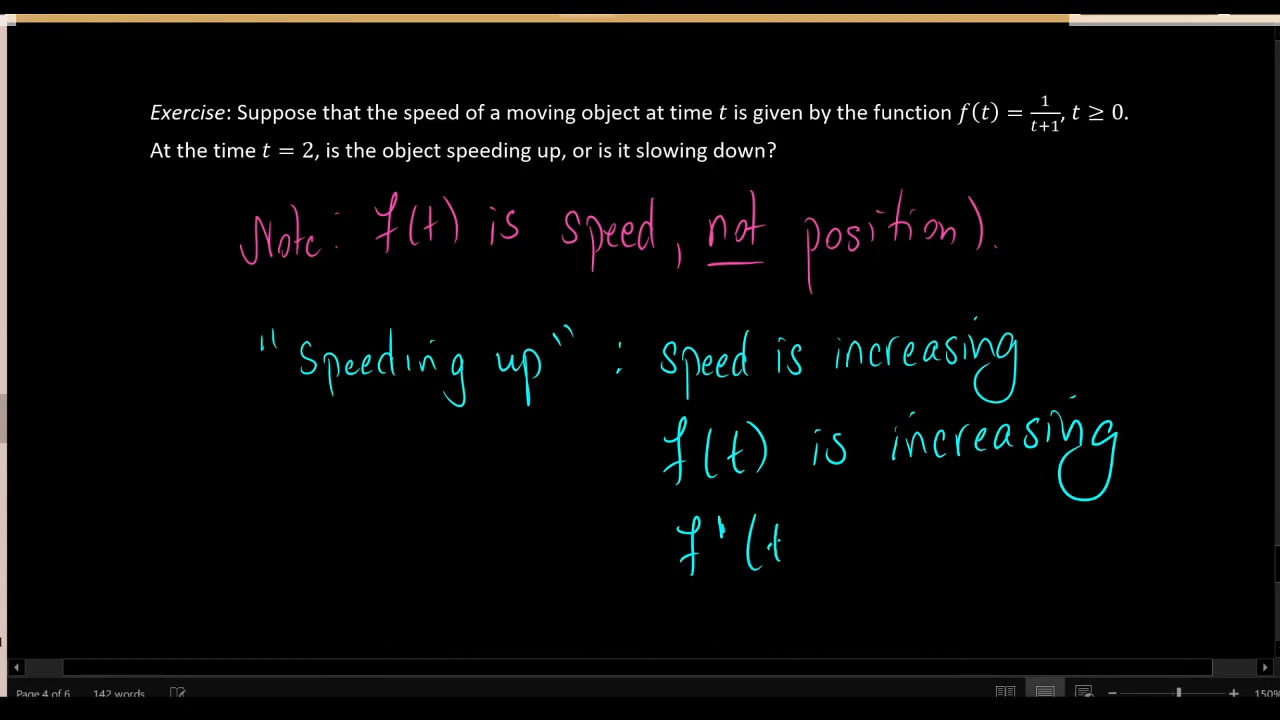 Exercise: Suppose that the speed of a moving object at time t is given by the function f(t) = 1/(t+1), t ≥ 0.
At the time t = 2, is the object speeding up, or is it slowing down?
Note: f(t) is speed, not position).
"Speeding up" : speed is increasing
f(t) is increasing
f'(t
Page 4 of 6 142 words 150%